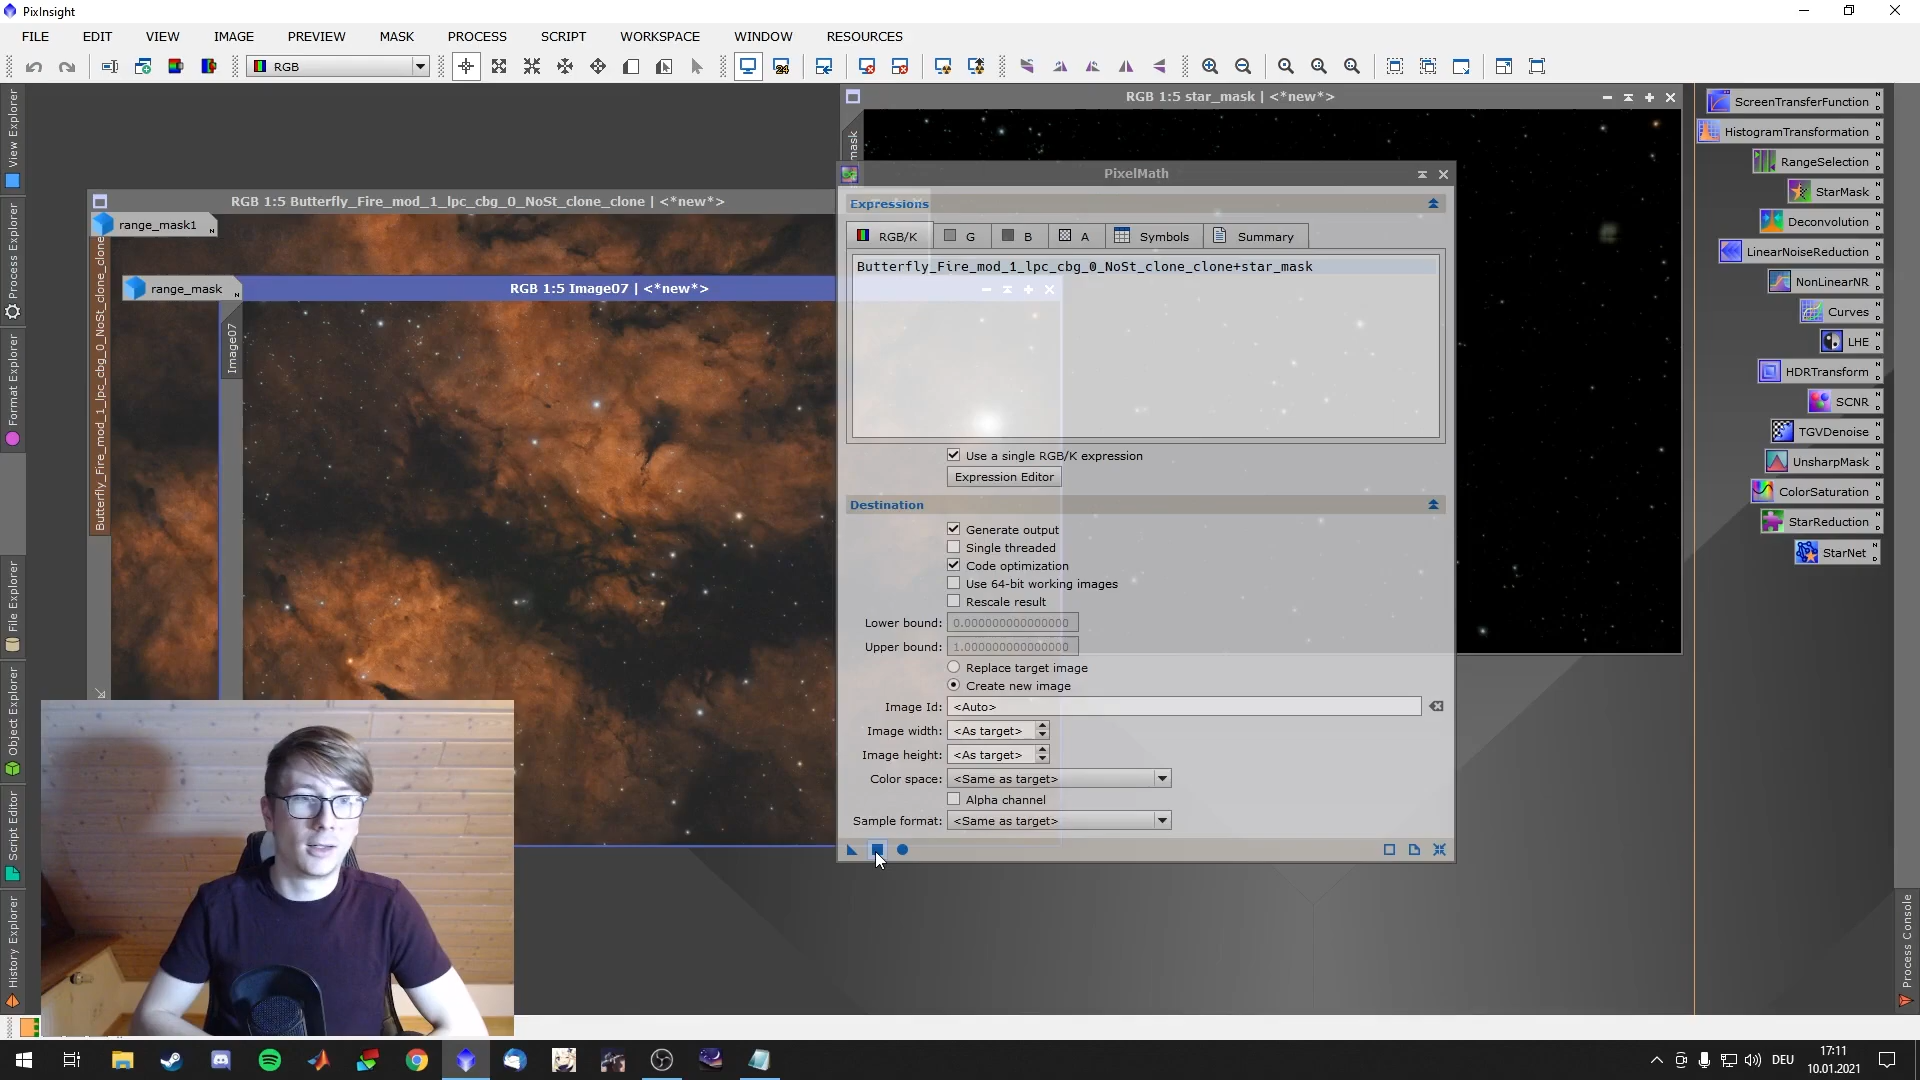 PixInsight
FILE EDIT VIEW IMAGE PREVIEW MASK PROCESS SCRIPT WORKSPACE WINDOW RESOURCES
24 RGB
View Explorer
Process Explorer
Format Explorer
File Explorer
Object Explorer
Script Editor
History Explorer
RGB 1:5 Butterfly_Fire_mod_1_lpc_cbg_0_NoSt_clone_clone | <*new*>
range_mask1 N
Butterfly_Fire_mod_1_lpc_cbg_0_NoSt_clone_clone
range_mask N
RGB 1:5 Image07 | <*new*>
Image07
RGB 1:5 star_mask | <*new*>
mask
PixelMath
Expressions
RGB/K G B A Symbols Summary
Butterfly_Fire_mod_1_lpc_cbg_0_NoSt_clone_clone+star_mask
Use a single RGB/K expression
Expression Editor
Destination
Generate output
Single threaded
Code optimization
Use 64-bit working images
Rescale result
Lower bound: 0.000000000000000
Upper bound: 1.000000000000000
Replace target image
Create new image
Image Id: <Auto>
Image width: <As target>
Image height: <As target>
Color space: <Same as target>
Alpha channel
Sample format: <Same as target>
ScreenTransferFunction N D
HistogramTransformation N D
RangeSelection N D
StarMask N D
Deconvolution N D
LinearNoiseReduction N D
NonLinearNR N D
Curves N D
LHE N D
HDRTransform N D
SCNR N D
TGVDenoise N D
UnsharpMask N D
ColorSaturation N D
StarReduction N D
StarNet N D
Process Console
DEU
17:11
10.01.2021